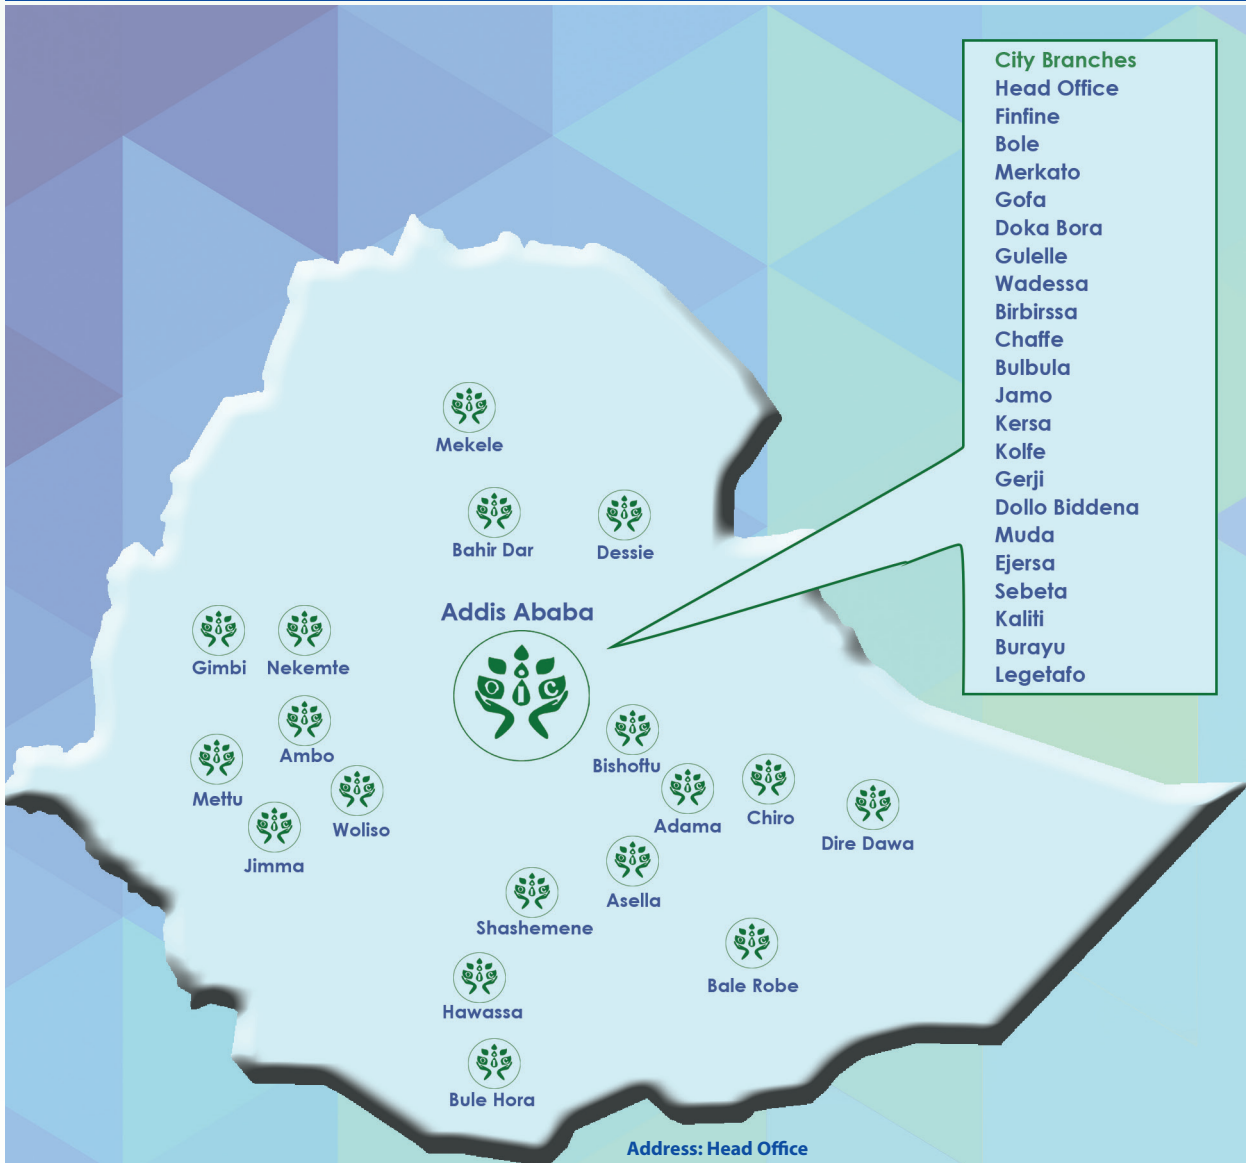 City Branches
Head Office
Finfine
Bole
Merkato
Gofa
Doka Bora
Gulelle
Wadessa
Birbirssa
Chaffe
Bulbula
Jamo
Kersa
Kolfe
Gerji
Dollo Biddena
Muda
Ejersa
Sebeta
Kaliti
Burayu
Legetafo
Mekele
Bahir Dar
Dessie
Addis Ababa
OIC
Gimbi
Nekemte
Ambo
Bishoftu
Mettu
Woliso
Adama
Chiro
Dire Dawa
Jimma
Asella
Shashemene
Bale Robe
Hawassa
Bule Hora
Address: Head Office